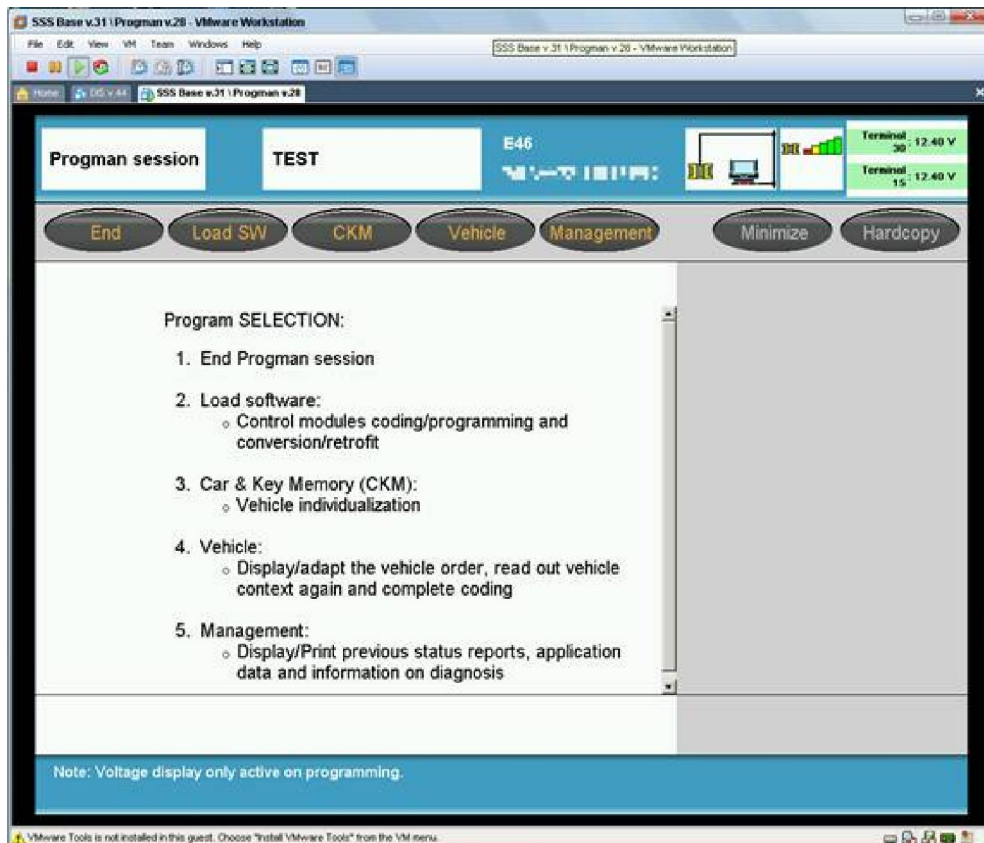 SSS Base v.31 \ Progman v.28 - VMware Workstation
File Edit View VM Team Windows Help
SSS Base v.31 \ Progman v.28 - VMware Workstation
Home DIS v.44 SSS Base v.31 \ Progman v.28
Progman session
TEST
E46
Terminal 30 : 12.40 V
Terminal 15 : 12.40 V
End Load SW CKM Vehicle Management Minimize Hardcopy
Program SELECTION:
1. End Progman session
2. Load software:
o Control modules coding/programming and
conversion/retrofit
3. Car & Key Memory (CKM):
o Vehicle individualization
4. Vehicle:
o Display/adapt the vehicle order, read out vehicle
context again and complete coding
5. Management:
o Display/Print previous status reports, application
data and information on diagnosis
Note: Voltage display only active on programming.
VMware Tools is not installed in this guest. Choose "Install VMware Tools" from the VM menu.